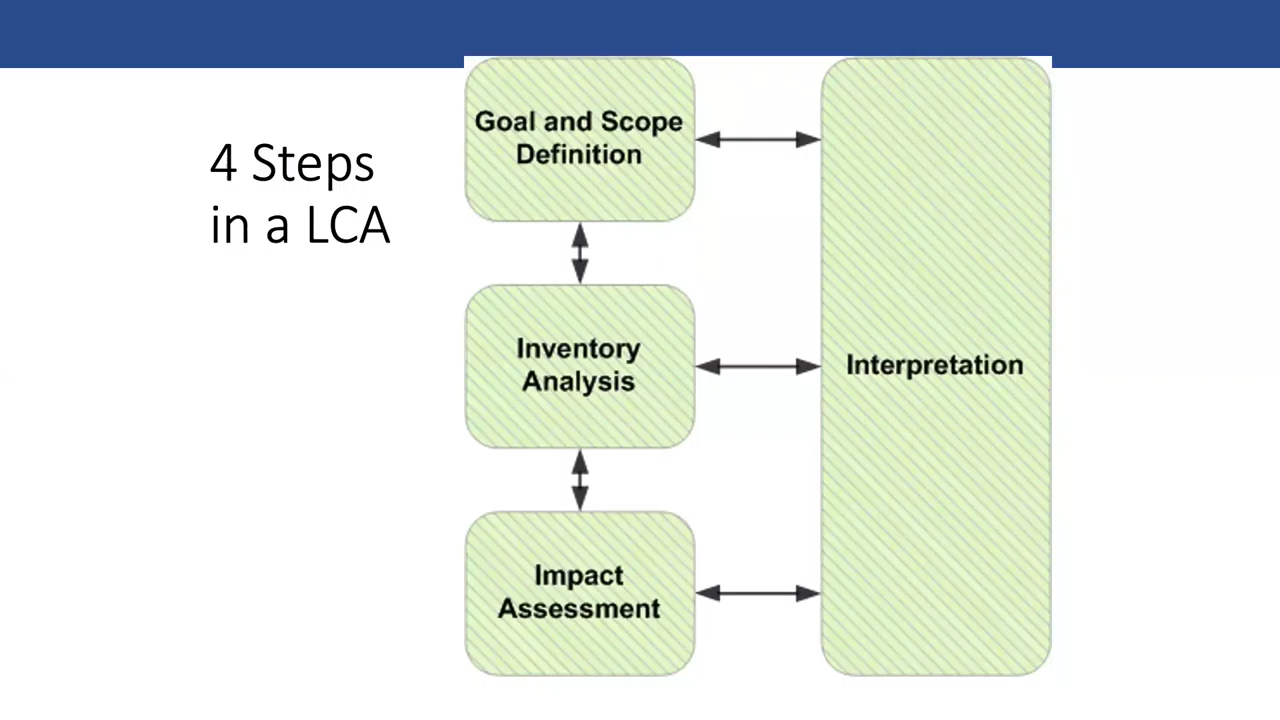 4 Steps
in a LCA
Goal and Scope
Definition
Inventory
Analysis
Impact
Assessment
Interpretation